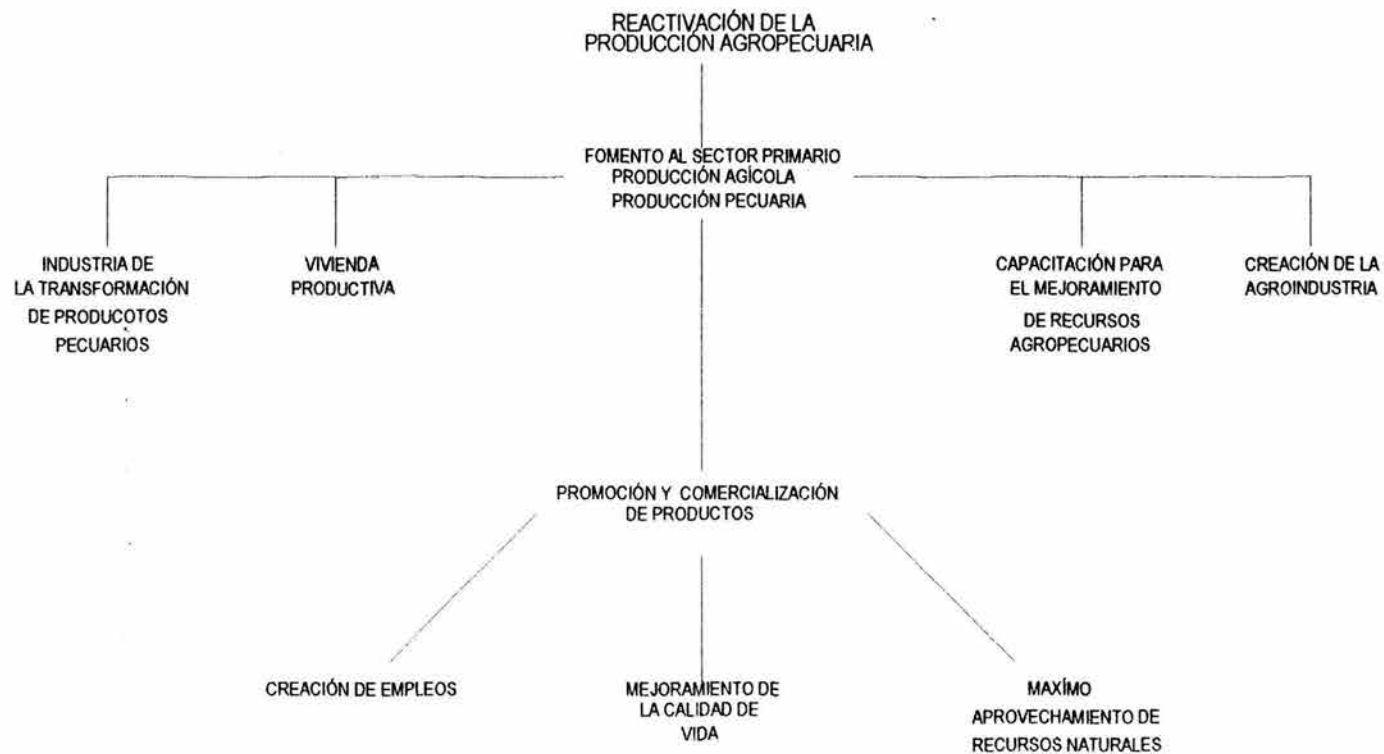 REACTIVACIÓN DE LA
PRODUCCIÓN AGROPECUARIA
FOMENTO AL SECTOR PRIMARIO
PRODUCCIÓN AGÍCOLA
PRODUCCIÓN PECUARIA
INDUSTRIA DE
LA TRANSFORMACIÓN
DE PRODUCOTOS
PECUARIOS
VIVIENDA
PRODUCTIVA
CAPACITACIÓN PARA
EL MEJORAMIENTO
DE RECURSOS
AGROPECUARIOS
CREACIÓN DE LA
AGROINDUSTRIA
PROMOCIÓN Y COMERCIALIZACIÓN
DE PRODUCTOS
CREACIÓN DE EMPLEOS
MEJORAMIENTO DE
LA CALIDAD DE
VIDA
MAXÍMO
APROVECHAMIENTO DE
RECURSOS NATURALES